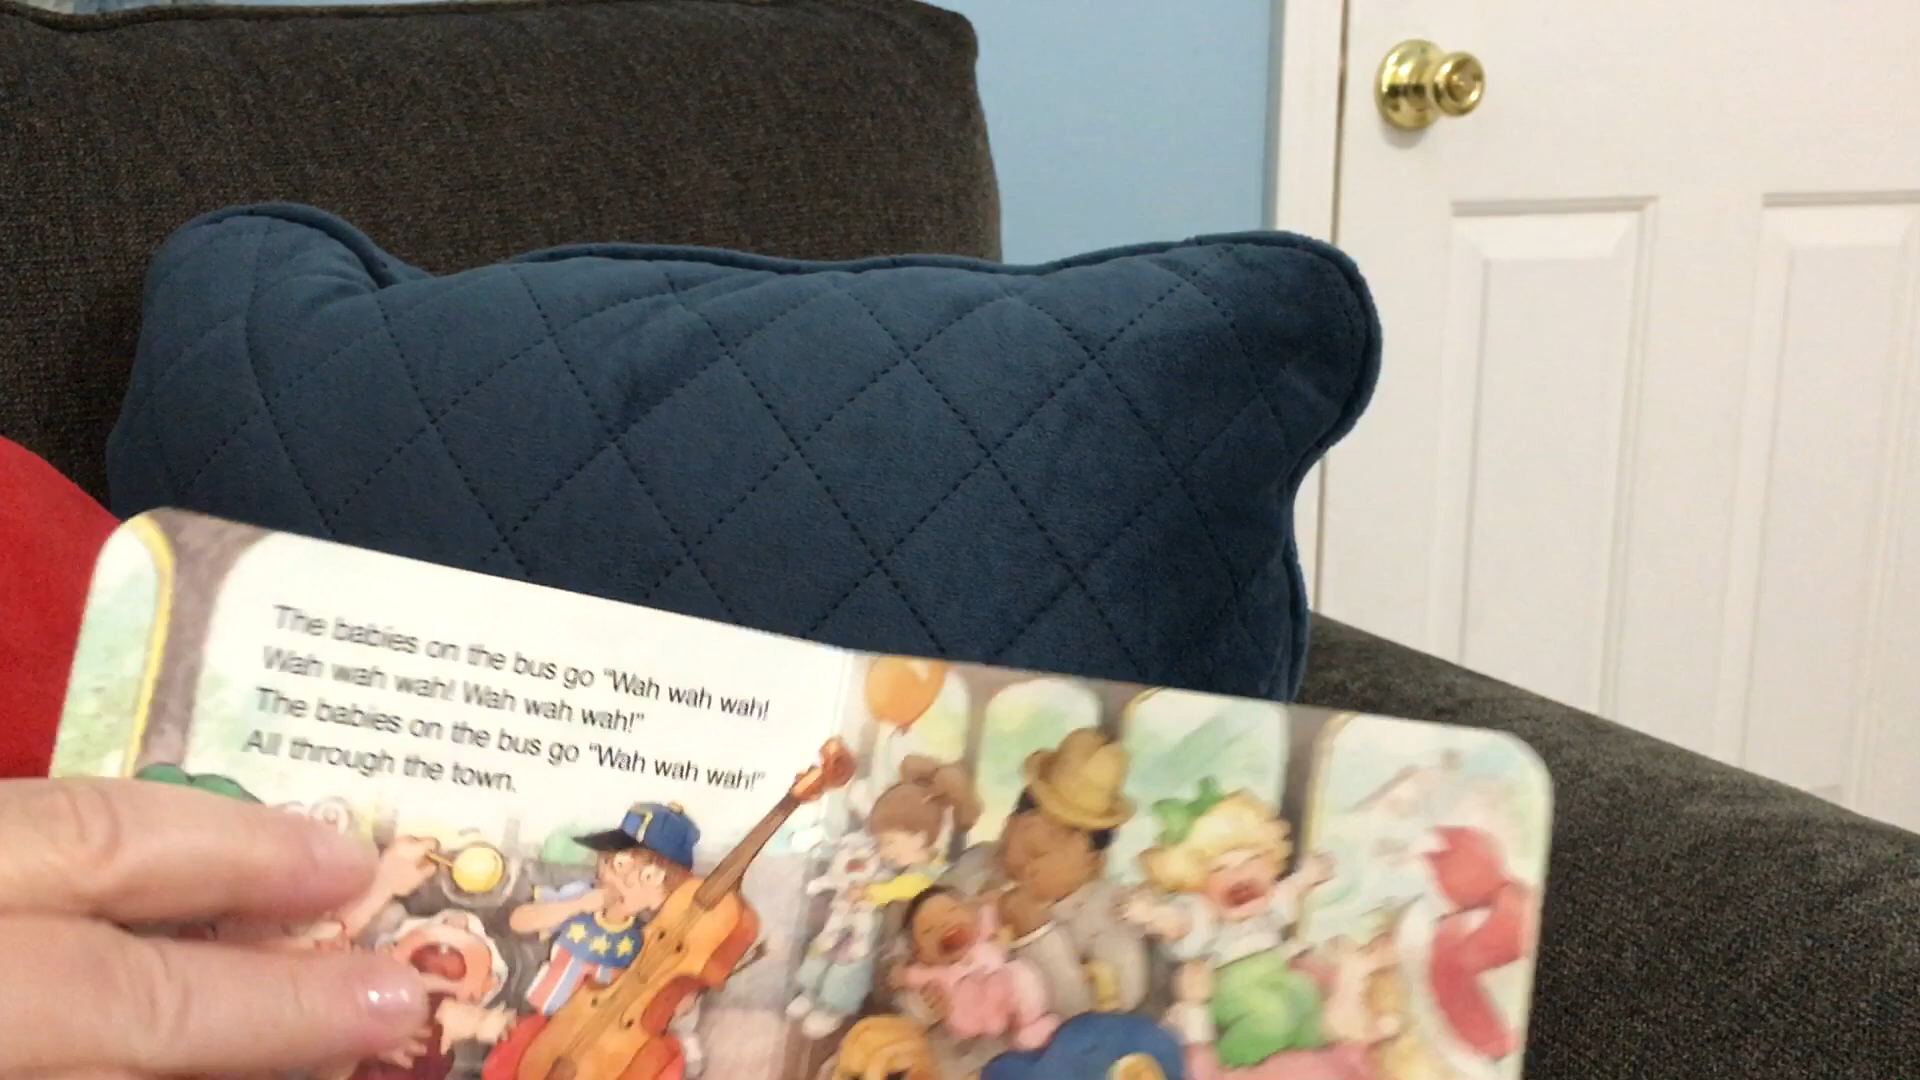 The babies on the bus go "Wah wah wah!
Wah wah wah! Wah wah wah!"
The babies on the bus go "Wah wah wah!"
All through the town.